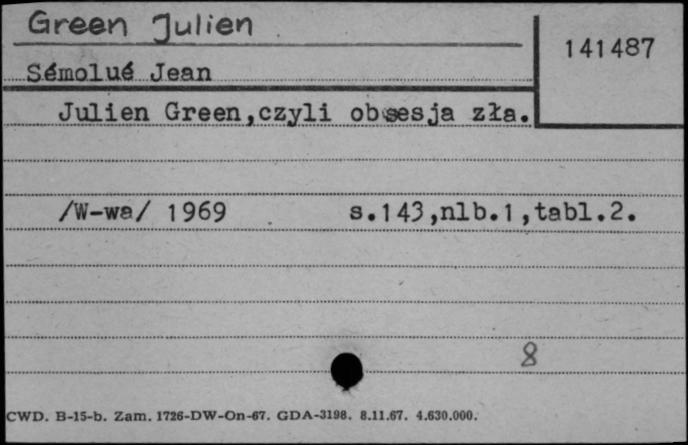 Green Julien
141487
Sémolué Jean
Julien Green,czyli obsesja zła.
/W-wa/ 1969 s.143,nlb.1,tabl.2.
8
CWD. B-15-b. Zam. 1726-DW-On-67. GDA-3198. 8.11.67. 4.630.000.